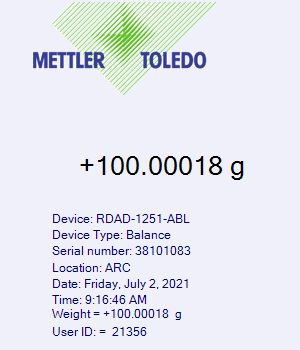 METTLER TOLEDO
+100.00018 g
Device: RDAD-1251-ABL
Device Type: Balance
Serial number: 38101083
Location: ARC
Date: Friday, July 2, 2021
Time: 9:16:46 AM
Weight = +100.00018  g
User ID: =  21356